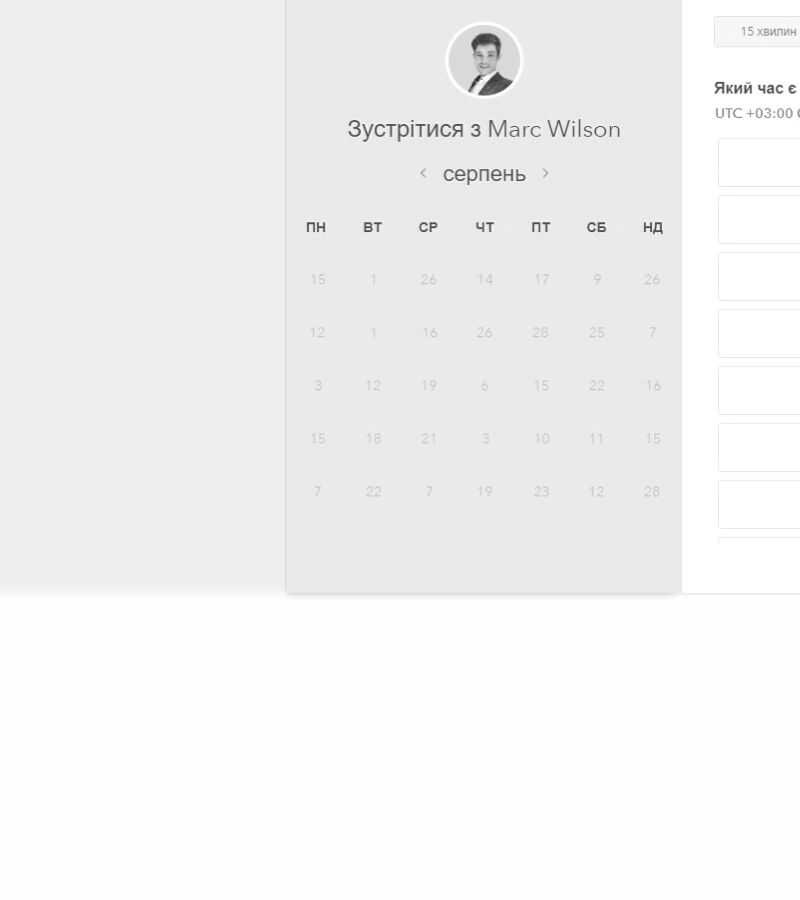 15 хвилин
Зустрітися з Marc Wilson
серпень
ПН ВТ СР ЧТ ПТ СБ НД
15 1 26 14 17 9 26
12 1 16 26 28 25 7
3 12 19 6 15 22 16
15 18 21 3 10 11 15
7 22 7 19 23 12 28
Який час є
UTC +03:00